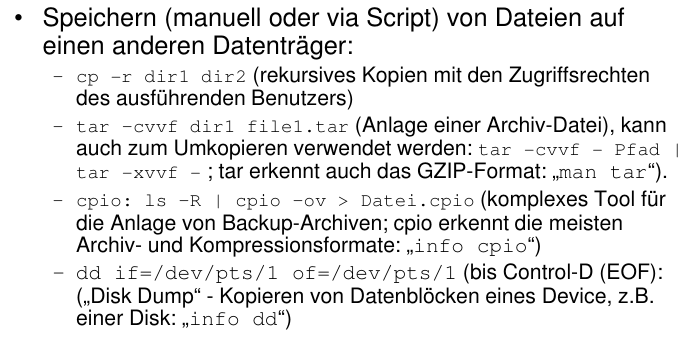 • Speichern (manuell oder via Script) von Dateien auf
einen anderen Datenträger:
– cp -r dir1 dir2 (rekursives Kopien mit den Zugriffsrechten
des ausführenden Benutzers)
– tar -cvvf dir1 file1.tar (Anlage einer Archiv-Datei), kann
auch zum Umkopieren verwendet werden: tar -cvvf - Pfad |
tar -xvvf - ; tar erkennt auch das GZIP-Format: „man tar“).
– cpio: ls -R | cpio -ov > Datei.cpio (komplexes Tool für
die Anlage von Backup-Archiven; cpio erkennt die meisten
Archiv- und Kompressionsformate: „info cpio“)
– dd if=/dev/pts/1 of=/dev/pts/1 (bis Control-D (EOF):
(„Disk Dump“ - Kopieren von Datenblöcken eines Device, z.B.
einer Disk: „info dd“)